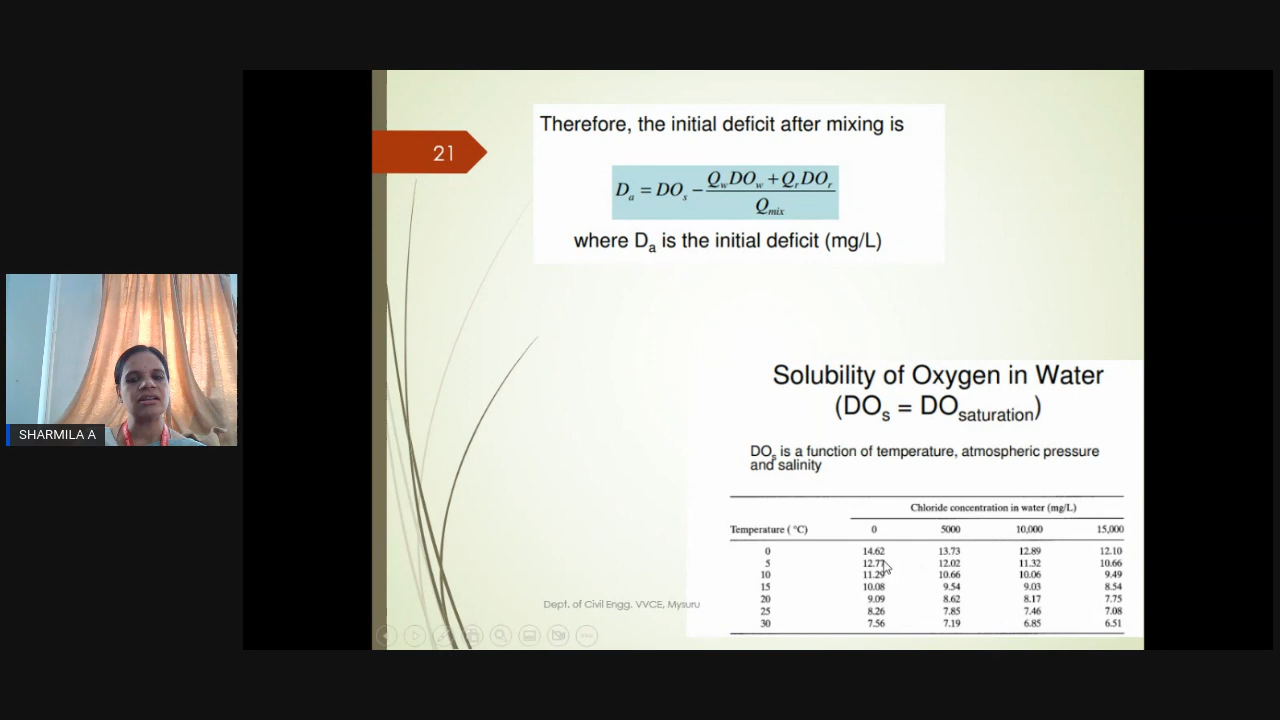 Therefore, the initial deficit after mixing is
21
D_a = DO_s − (Q_w DO_w + Q_r DO_r) / Q_mix
where D_a is the initial deficit (mg/L)
SHARMILA A
Solubility of Oxygen in Water
(DO_s = DO_saturation)
DO_s is a function of temperature, atmospheric pressure
and salinity
Chloride concentration in water (mg/L)
Temperature (°C) 0 5000 10,000 15,000
0 14.62 13.73 12.89 12.10
5 12.77 12.02 11.32 10.66
10 11.29 10.66 10.06 9.49
15 10.08 9.54 9.03 8.54
20 9.09 8.62 8.17 7.75
25 8.26 7.85 7.46 7.08
30 7.56 7.19 6.85 6.51
Dept. of Civil Engg. VVCE, Mysuru